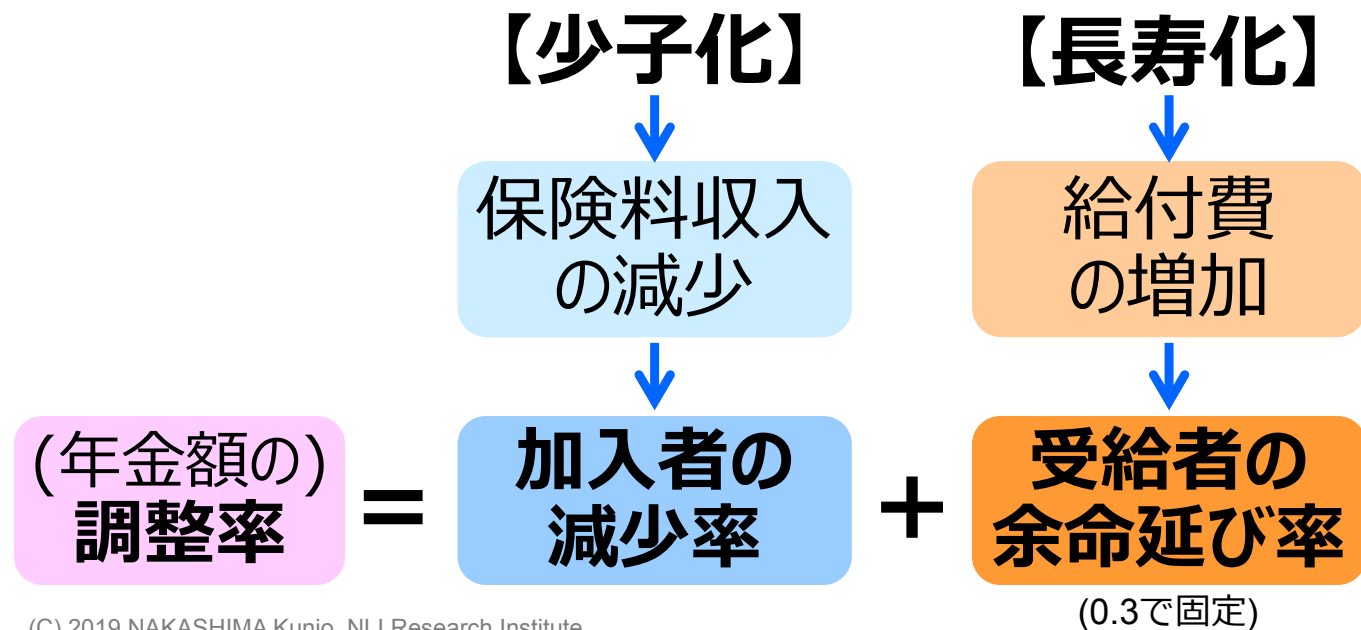 【少子化】
【長寿化】
保険料収入
の減少
給付費
の増加
(年金額の)
調整率
=
加入者の
減少率
+
受給者の
余命延び率
(0.3で固定)
(C) 2019 NAKASHIMA Kunio, NLI Research Institute